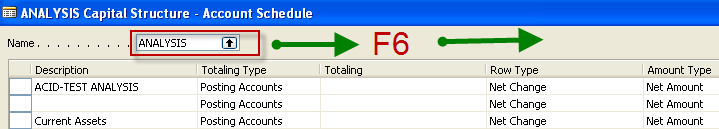 ANALYSIS Capital Structure - Account Schedule
Name . . . . . . . . . . . ANALYSIS F6
Description Totaling Type Totaling Row Type Amount Type
ACID-TEST ANALYSIS Posting Accounts Net Change Net Amount
Posting Accounts Net Change Net Amount
Current Assets Posting Accounts Net Change Net Amount